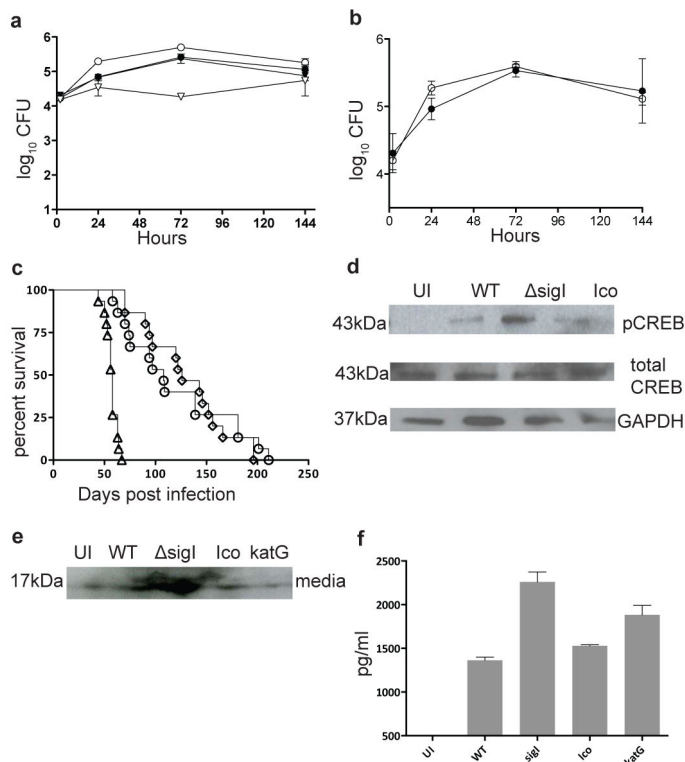 a
b
6
5
4
3
2
1
log10 CFU
0 24 48 72 96 120 144
Hours
6
5
4
log10 CFU
0 24 48 72 96 120 144
Hours
c
100
75
50
25
0
percent survival
0 50 100 150 200 250
Days post infection
d
UI WT ΔsigI Ico
43kDa pCREB
43kDa total
CREB
37kDa GAPDH
e
UI WT ΔsigI Ico katG
17kDa media
f
2500
2000
1500
1000
500
pg/ml
UI WT sigI Ico katG